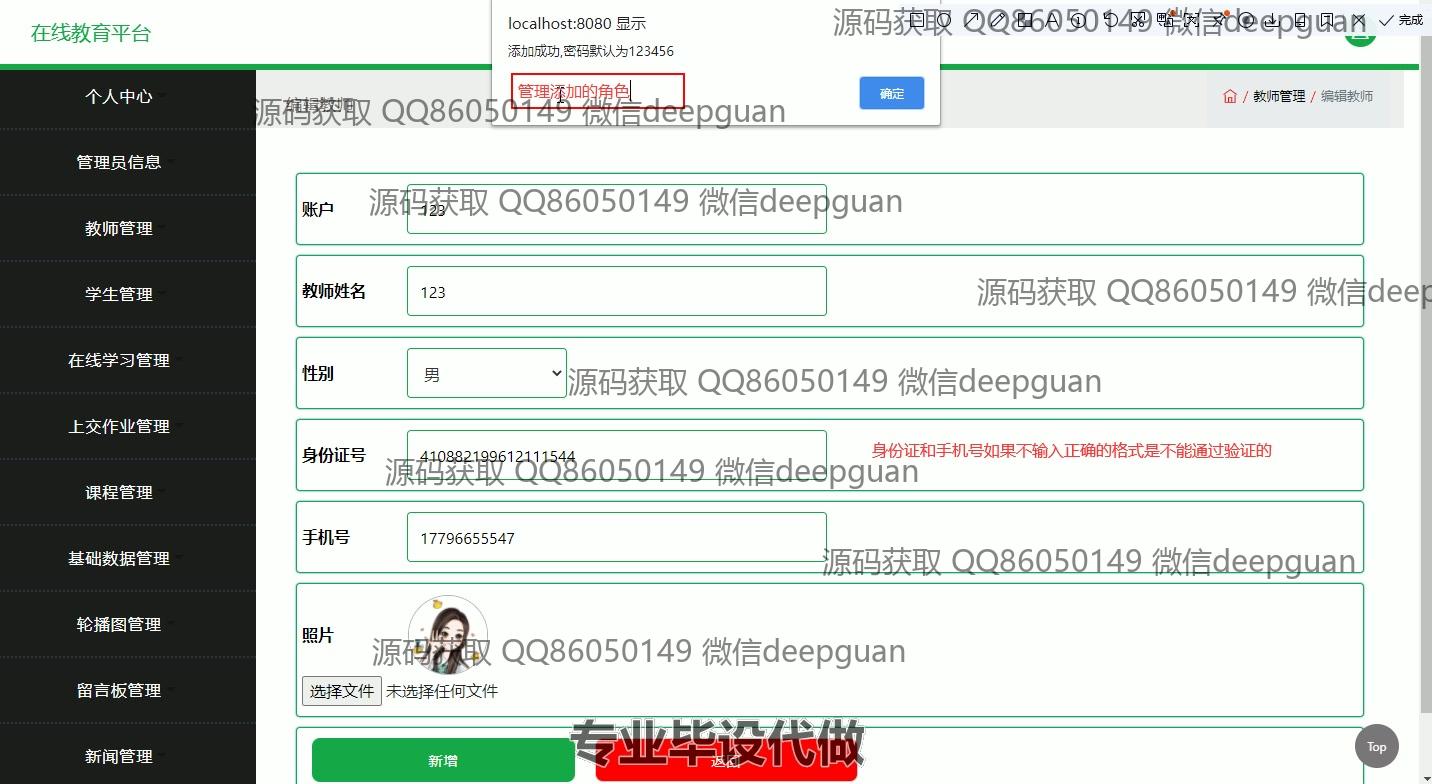 在线教育平台
localhost:8080 显示
添加成功,密码默认为123456
管理添加的角色
确定
完成
源码获取 QQ86050149 微信deepguan
个人中心
管理员信息
教师管理
学生管理
在线学习管理
上交作业管理
课程管理
基础数据管理
轮播图管理
留言板管理
新闻管理
编辑教师
源码获取 QQ86050149 微信deepguan
/ 教师管理 / 编辑教师
账户
123
源码获取 QQ86050149 微信deepguan
教师姓名
123
源码获取 QQ86050149 微信deep
性别
男
源码获取 QQ86050149 微信deepguan
身份证号
410882199612111544
身份证和手机号如果不输入正确的格式是不能通过验证的
源码获取 QQ86050149 微信deepguan
手机号
17796655547
源码获取 QQ86050149 微信deepguan
照片
源码获取 QQ86050149 微信deepguan
选择文件 未选择任何文件
专业毕设代做
新增
返回
Top